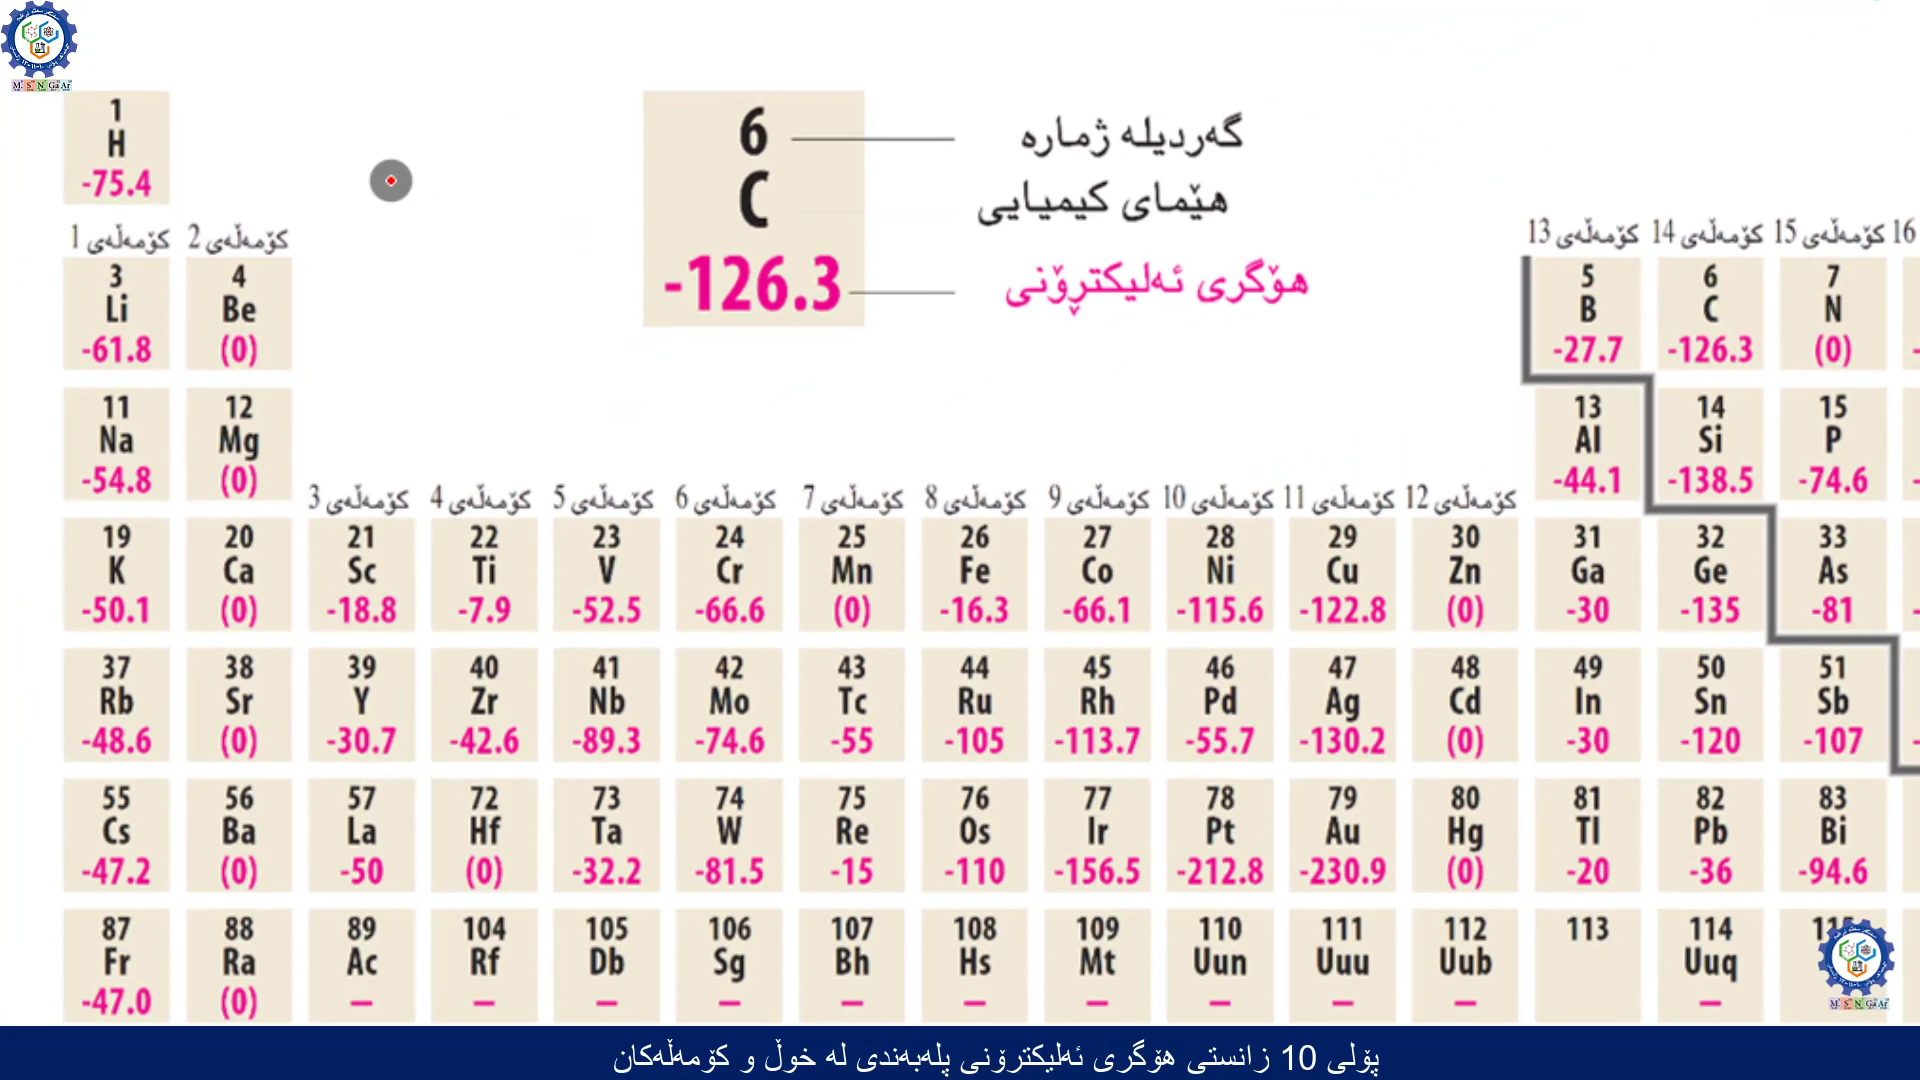 1
H
-75.4
6
C
-126.3
گەردیلە ژمارە
هێمای کیمیایی
هۆگری ئەلیکترۆنی
کۆمەڵەی 1 کۆمەڵەی 2
کۆمەڵەی 13 کۆمەڵەی 14 کۆمەڵەی 15 16
3 4 5 6 7
Li Be B C N
-61.8 (0) -27.7 -126.3 (0)
11 12 13 14 15
Na Mg Al Si P
-54.8 (0) -44.1 -138.5 -74.6
کۆمەڵەی 3 کۆمەڵەی 4 کۆمەڵەی 5 کۆمەڵەی 6 کۆمەڵەی 7 کۆمەڵەی 8 کۆمەڵەی 9 کۆمەڵەی 10 کۆمەڵەی 11 کۆمەڵەی 12
19 20 21 22 23 24 25 26 27 28 29 30 31 32 33
K Ca Sc Ti V Cr Mn Fe Co Ni Cu Zn Ga Ge As
-50.1 (0) -18.8 -7.9 -52.5 -66.6 (0) -16.3 -66.1 -115.6 -122.8 (0) -30 -135 -81
37 38 39 40 41 42 43 44 45 46 47 48 49 50 51
Rb Sr Y Zr Nb Mo Tc Ru Rh Pd Ag Cd In Sn Sb
-48.6 (0) -30.7 -42.6 -89.3 -74.6 -55 -105 -113.7 -55.7 -130.2 (0) -30 -120 -107
55 56 57 72 73 74 75 76 77 78 79 80 81 82 83
Cs Ba La Hf Ta W Re Os Ir Pt Au Hg Tl Pb Bi
-47.2 (0) -50 (0) -32.2 -81.5 -15 -110 -156.5 -212.8 -230.9 (0) -20 -36 -94.6
87 88 89 104 105 106 107 108 109 110 111 112 113 114
Fr Ra Ac Rf Db Sg Bh Hs Mt Uun Uuu Uub Uuq
-47.0 (0) – – – – – – – – – – –
پۆلی 10 زانستی هۆگری ئەلیکترۆنی پلەبەندی لە خول و کۆمەڵەکان